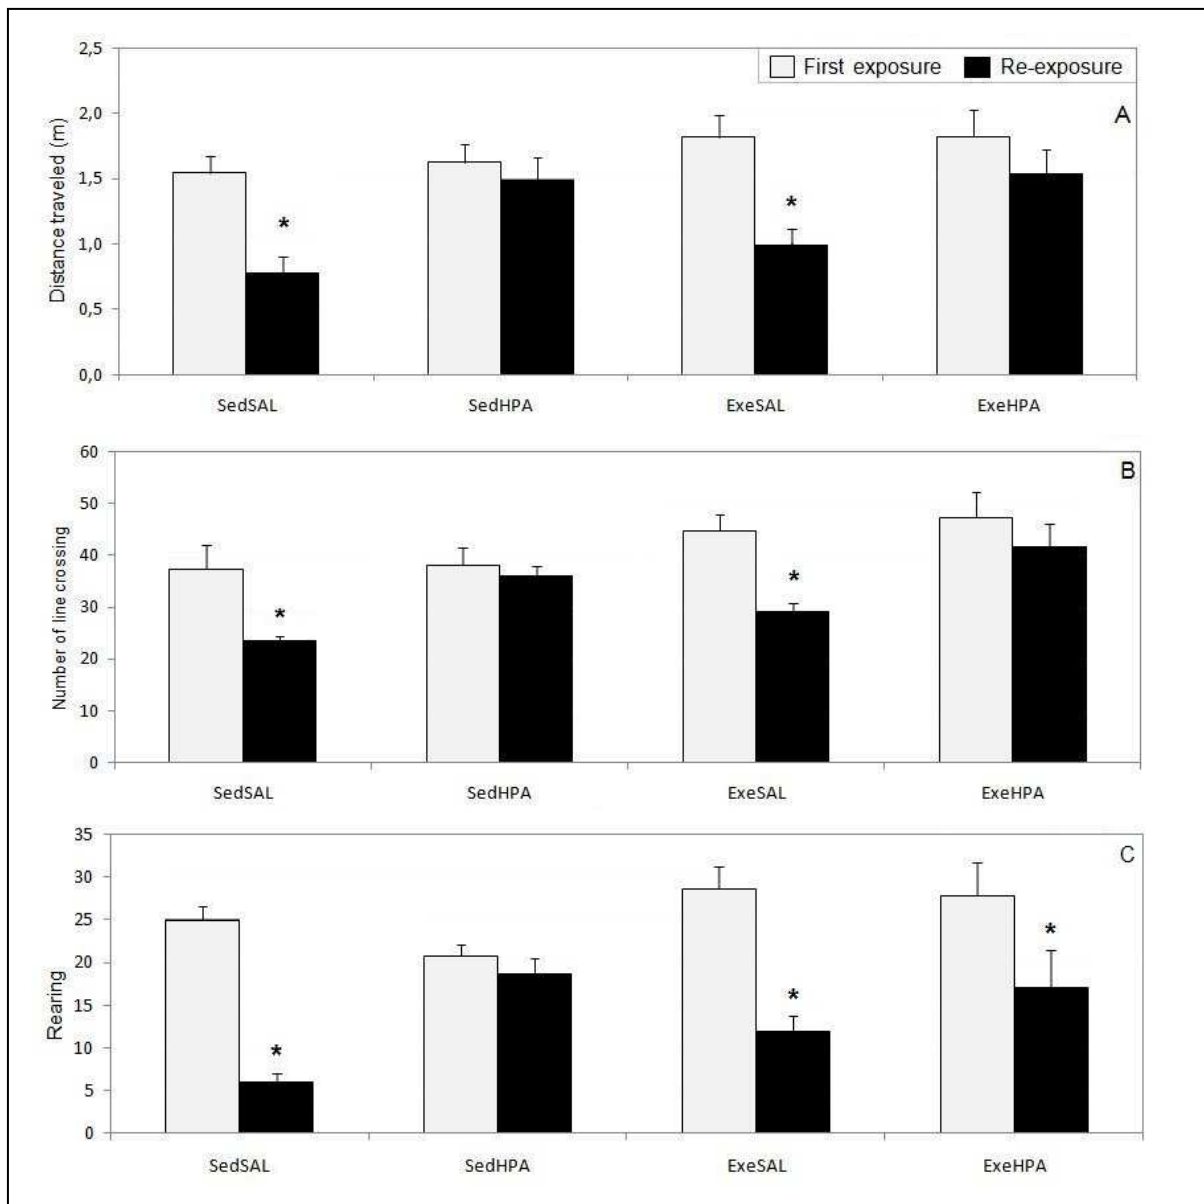 2,5
First exposure Re-exposure
2,0
A
1,5
*
*
1,0
0,5
0,0
Distance traveled (m)
SedSAL SedHPA ExeSAL ExeHPA
60
B
50
40
*
30
*
20
10
0
Number of line crossing
SedSAL SedHPA ExeSAL ExeHPA
35
C
30
25
20
*
15
*
10
*
5
0
Rearing
SedSAL SedHPA ExeSAL ExeHPA